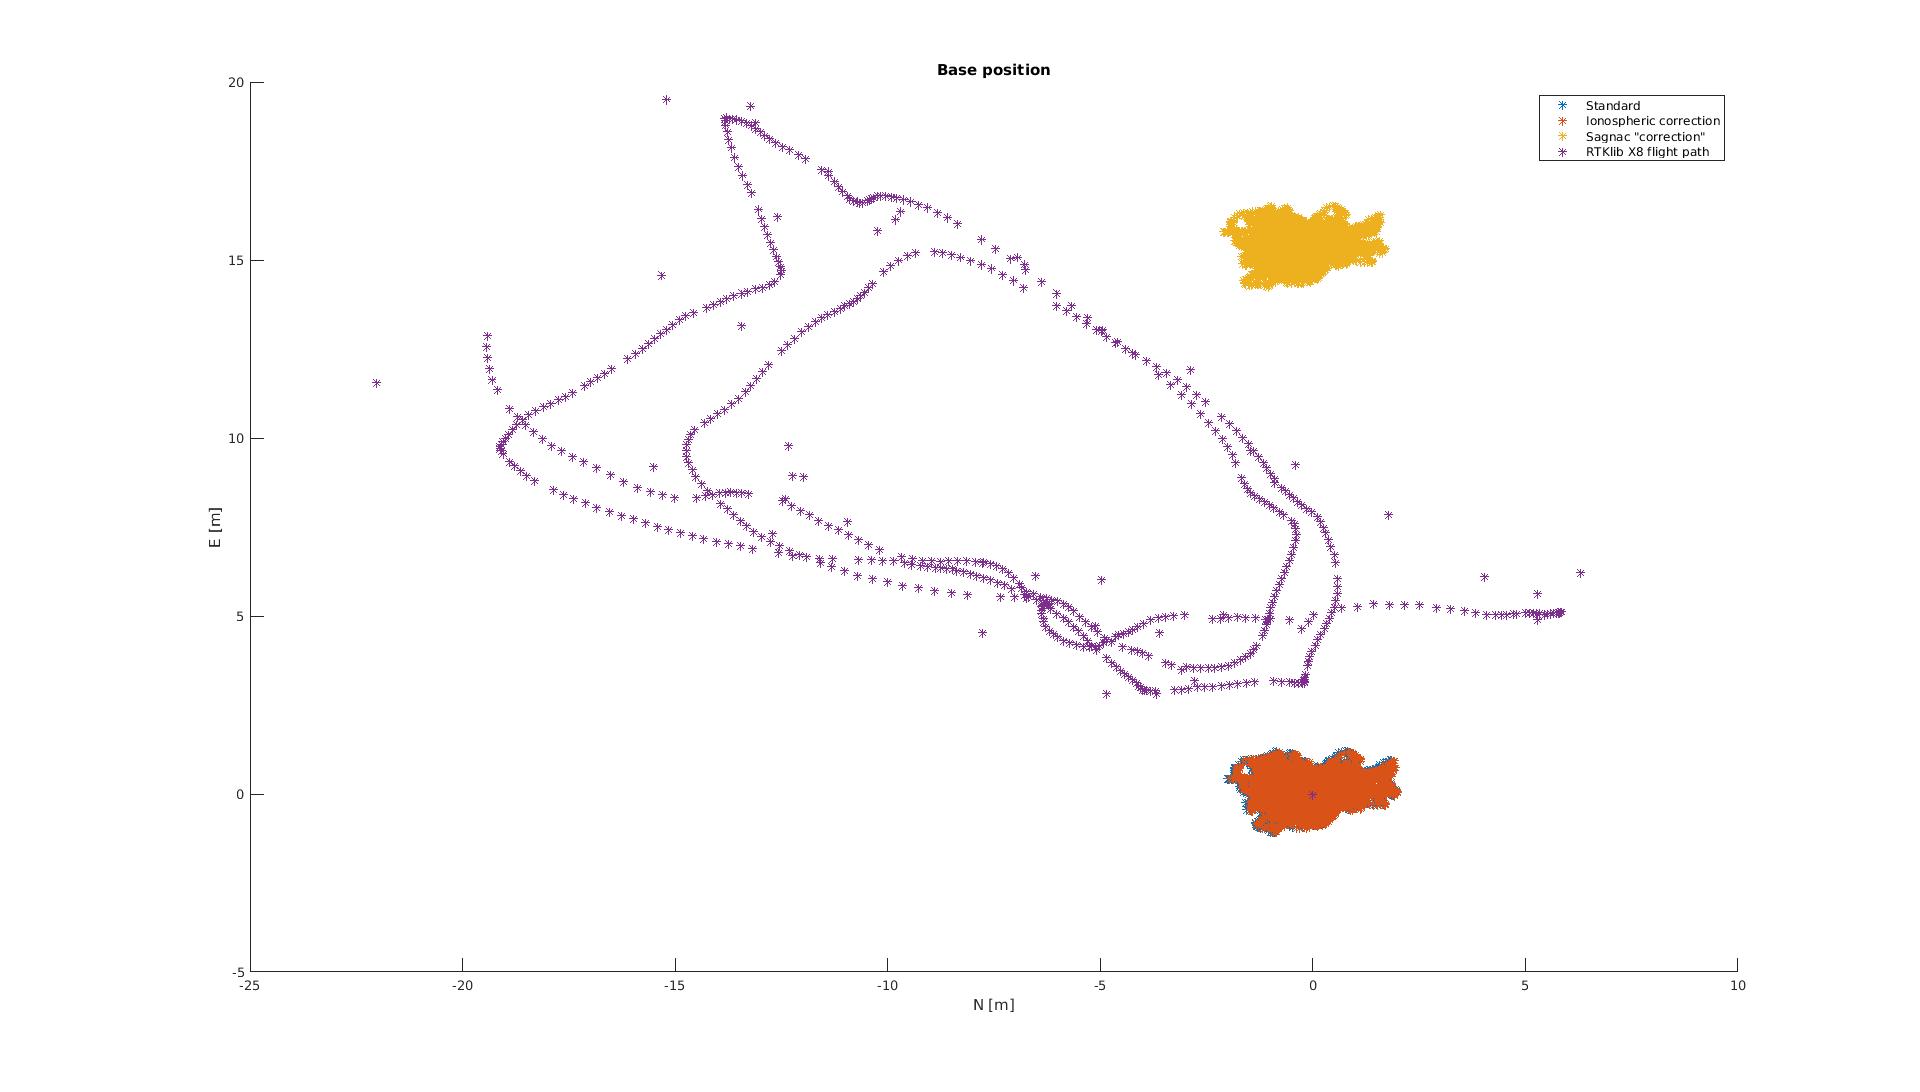 Base position
20
15
10
5
0
-5
E [m]
-25
-20
-15
-10
-5
0
5
10
N [m]
Standard
Ionospheric correction
Sagnac "correction"
RTKlib X8 flight path